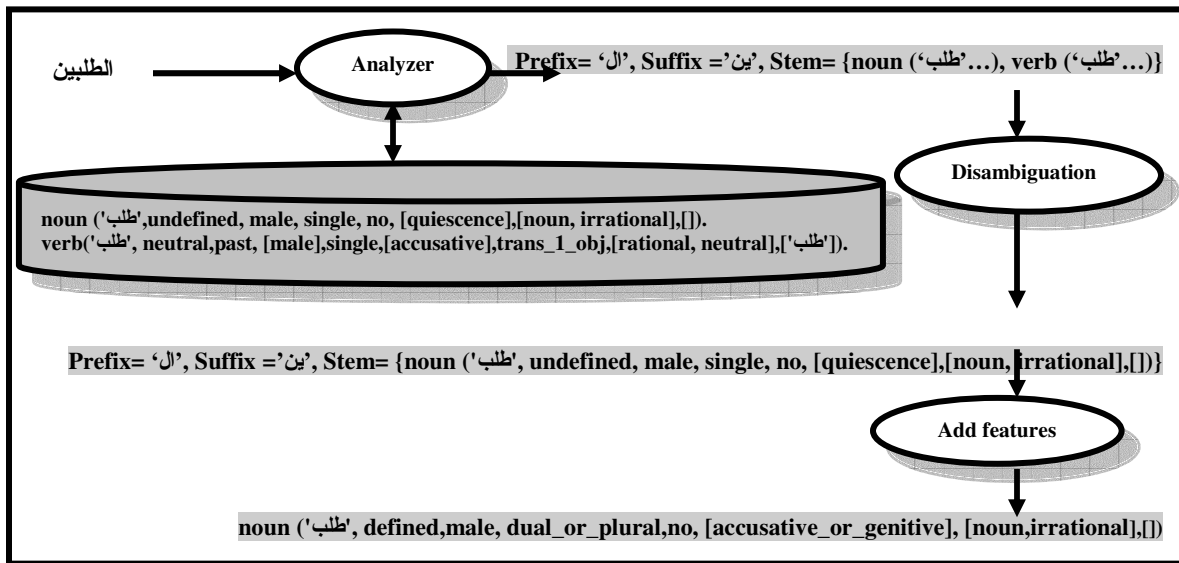 الطلبين
Analyzer
Prefix= ‘ال’, Suffix =’ين’, Stem= {noun (‘طلب’…), verb (‘طلب’…)}
Disambiguation
noun ('طلب',undefined, male, single, no, [quiescence],[noun, irrational],[]).
verb('طلب', neutral,past, [male],single,[accusative],trans_1_obj,[rational, neutral],['طلب']).
Prefix= ‘ال’, Suffix =’ين’, Stem= {noun ('طلب', undefined, male, single, no, [quiescence],[noun, irrational],[])}
Add features
noun ('طلب', defined,male, dual_or_plural,no, [accusative_or_genitive], [noun,irrational],[])